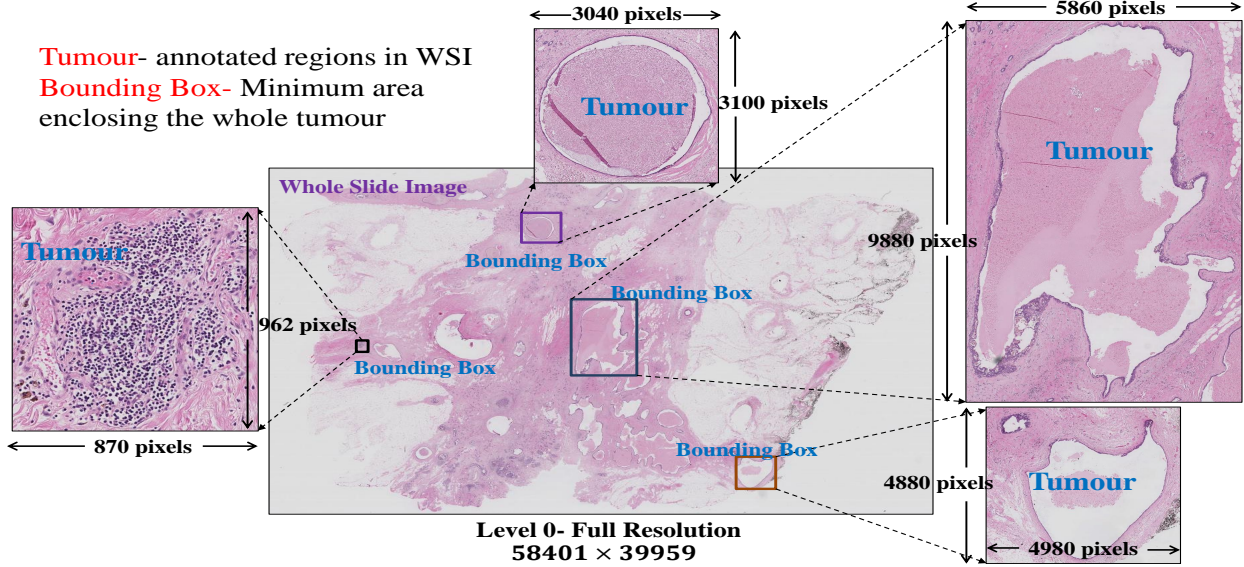 3040 pixels
5860 pixels
Tumour- annotated regions in WSI
Bounding Box- Minimum area
enclosing the whole tumour
Tumour
3100 pixels
Tumour
Whole Slide Image
Tumour
9880 pixels
Bounding Box
Bounding Box
962 pixels
Bounding Box
870 pixels
Bounding Box
4880 pixels
Tumour
Level 0- Full Resolution
58401 × 39959
4980 pixels